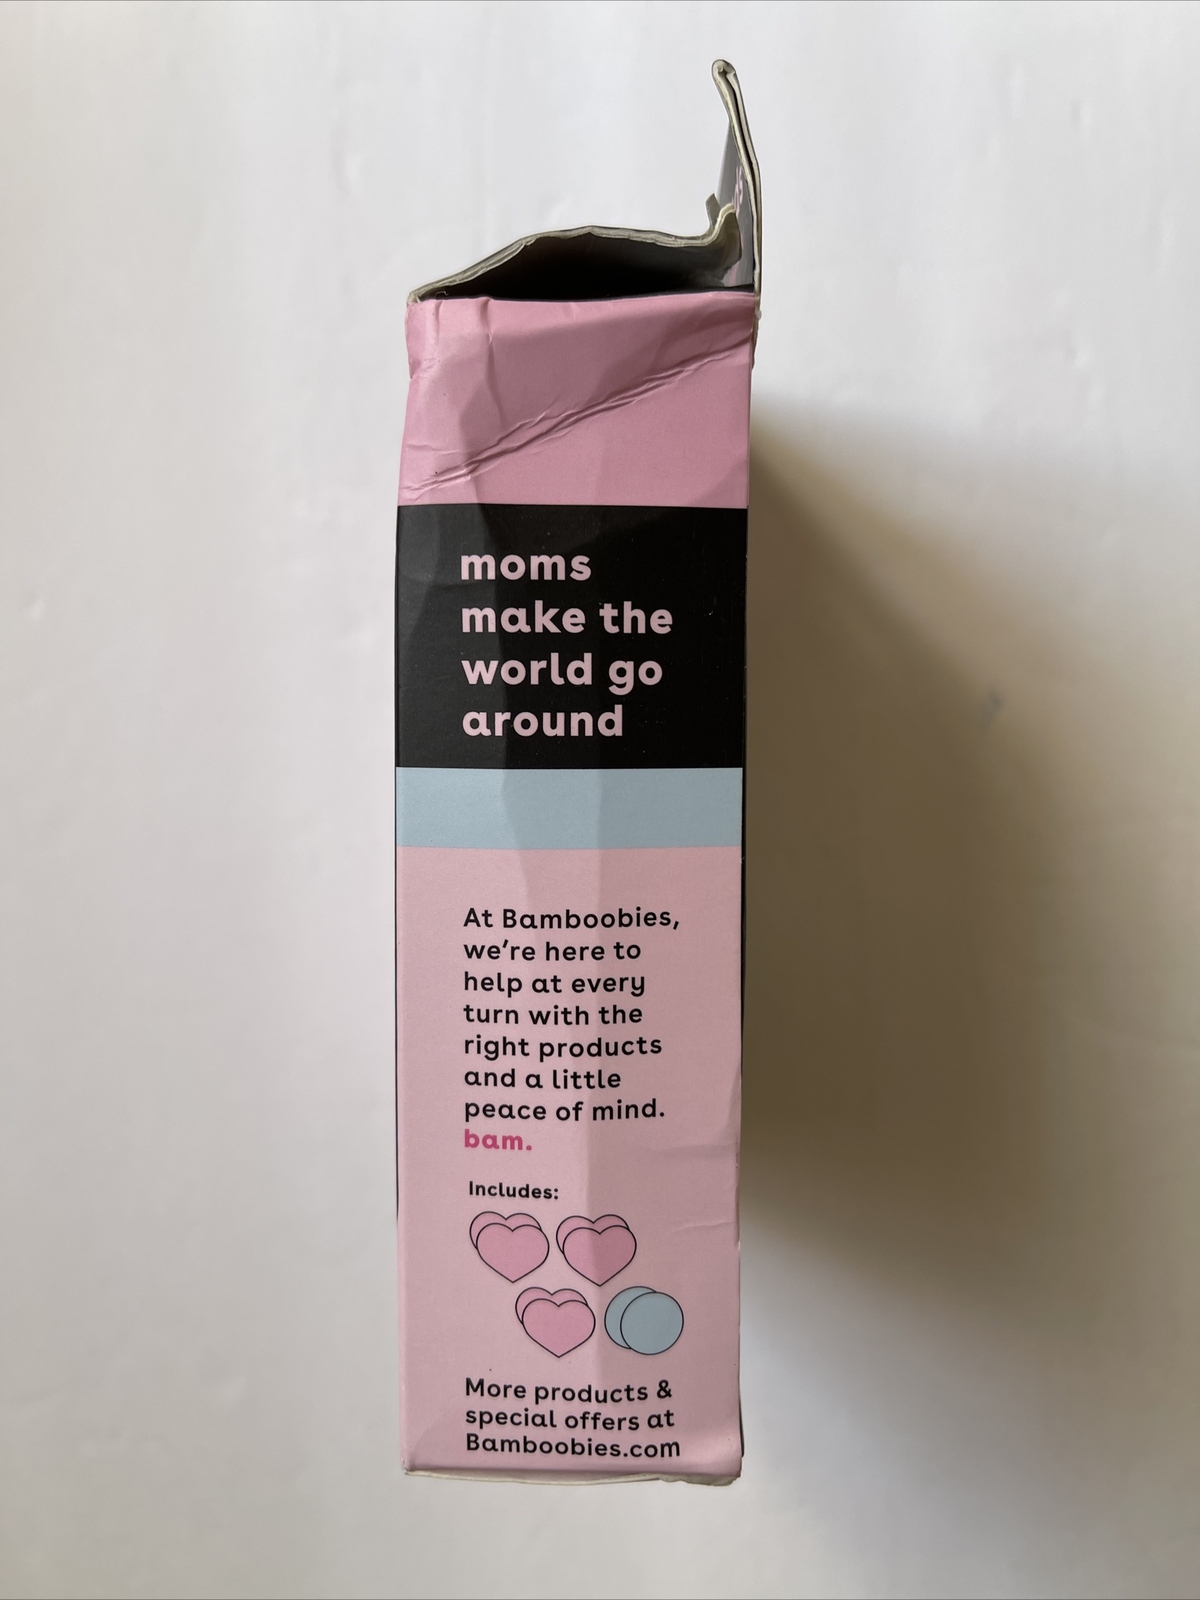 moms
make the
world go
around
At Bamboobies,
we're here to
help at every
turn with the
right products
and a little
peace of mind.
bam.
Includes:
More products &
special offers at
Bamboobies.com